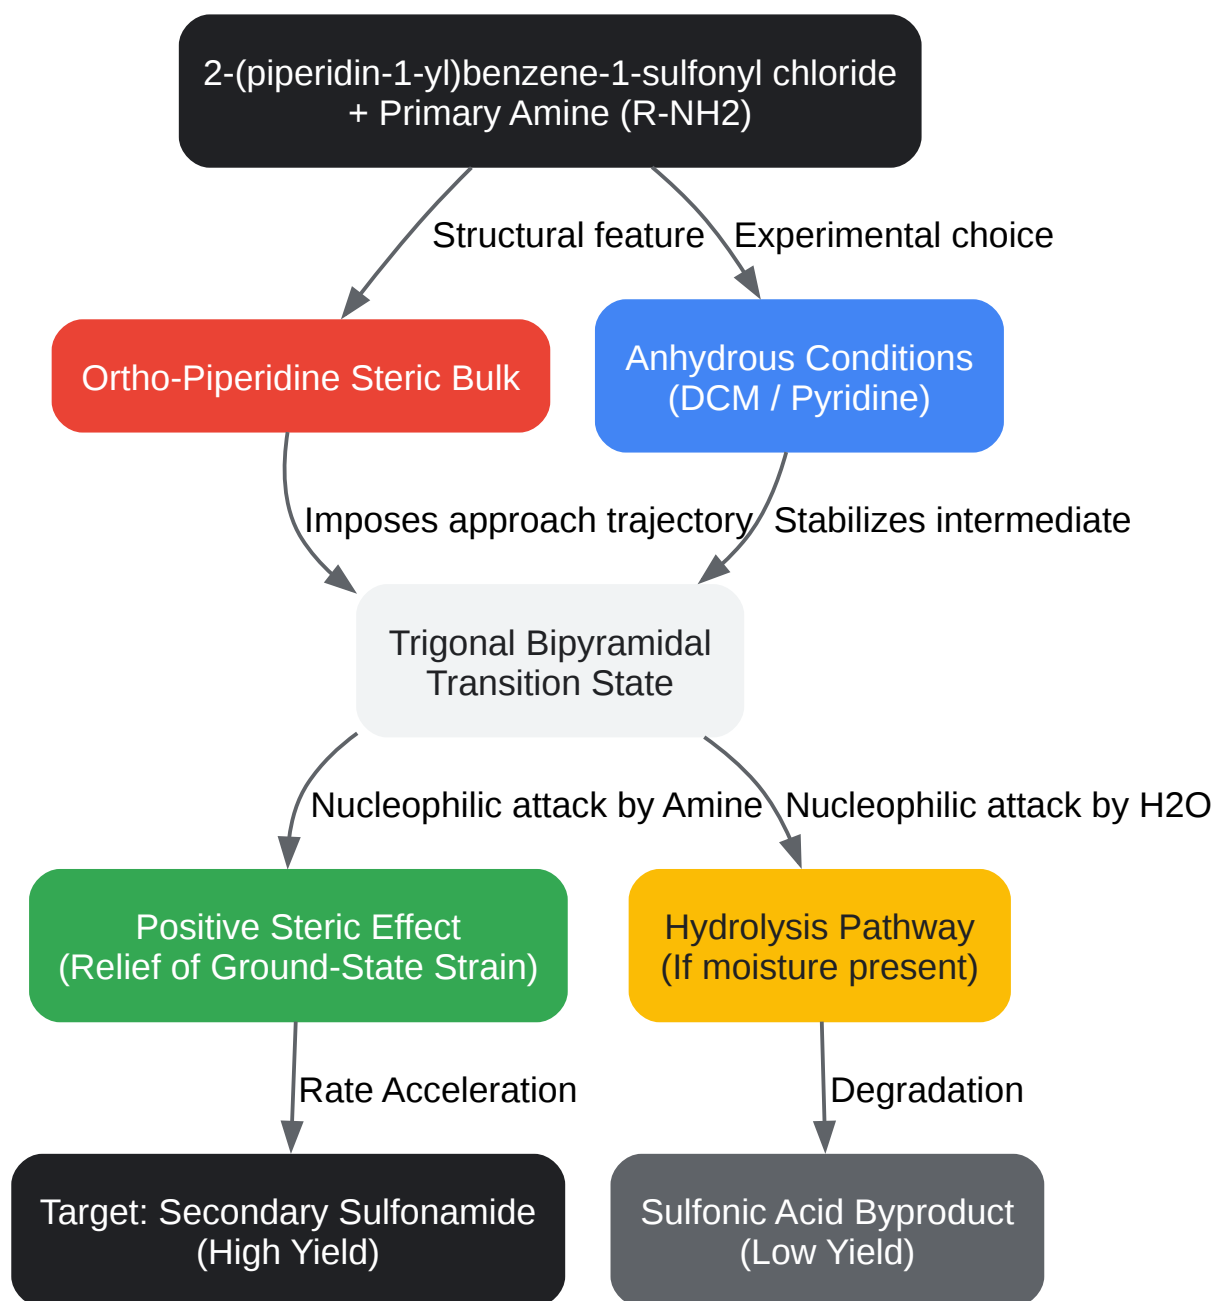 2-(piperidin-1-yl)benzene-1-sulfonyl chloride
+ Primary Amine (R-NH2)
Structural feature
Experimental choice
Ortho-Piperidine Steric Bulk
Anhydrous Conditions
(DCM / Pyridine)
Imposes approach trajectory
Stabilizes intermediate
Trigonal Bipyramidal
Transition State
Nucleophilic attack by Amine
Nucleophilic attack by H2O
Positive Steric Effect
(Relief of Ground-State Strain)
Hydrolysis Pathway
(If moisture present)
Rate Acceleration
Degradation
Target: Secondary Sulfonamide
(High Yield)
Sulfonic Acid Byproduct
(Low Yield)